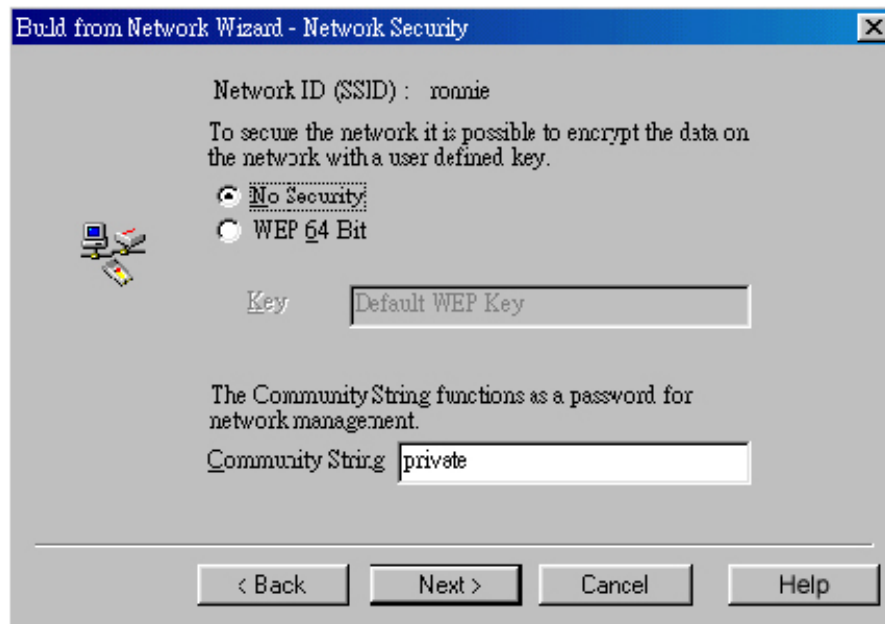 Build from Network Wizard - Network Security
Network ID (SSID) : ronnie
To secure the network it is possible to encrypt the data on
the network with a user defined key.
No Security
WEP 64 Bit
Key Default WEP Key
The Community String functions as a password for
network management.
Community String private
< Back Next > Cancel Help